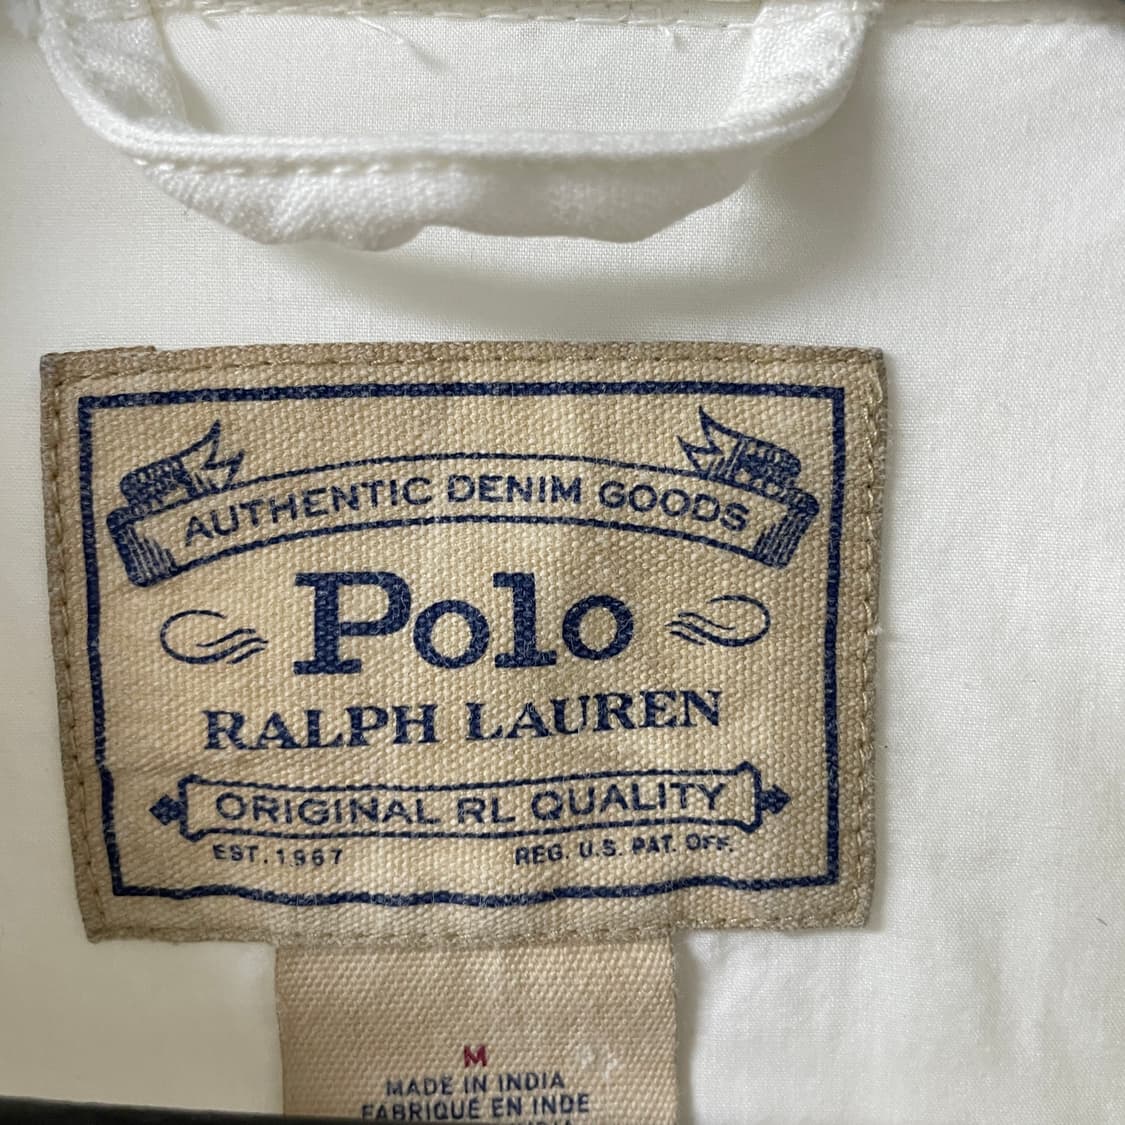 AUTHENTIC DENIM GOODS
Polo
RALPH LAUREN
ORIGINAL RL QUALITY
EST. 1967 REG. U.S. PAT. OFF.
M
MADE IN INDIA
FABRIQUÉ EN INDE